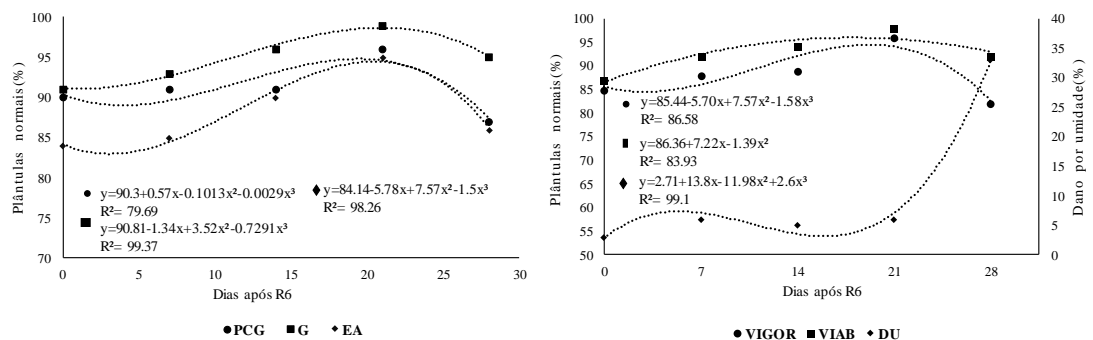 100
95
90
85
80
75
70
Plântulas normais(%)
0
5
10
15
20
25
30
Dias após R6
y=90.3+0.57x-0.1013x²-0.0029x³
R²= 79.69
y=90.81-1.34x+3.52x²-0.7291x³
R²= 99.37
y=84.14-5.78x+7.57x²-1.5x³
R²= 98.26
PCG G EA
100
95
90
85
80
75
70
65
60
55
50
Plântulas normais(%)
0
7
14
21
28
Dias após R6
40
35
30
25
20
15
10
5
0
Dano por umidade(%)
y=85.44-5.70x+7.57x²-1.58x³
R²= 86.58
y=86.36+7.22x-1.39x²
R²= 83.93
y=2.71+13.8x-11.98x²+2.6x³
R²= 99.1
VIGOR VIAB DU